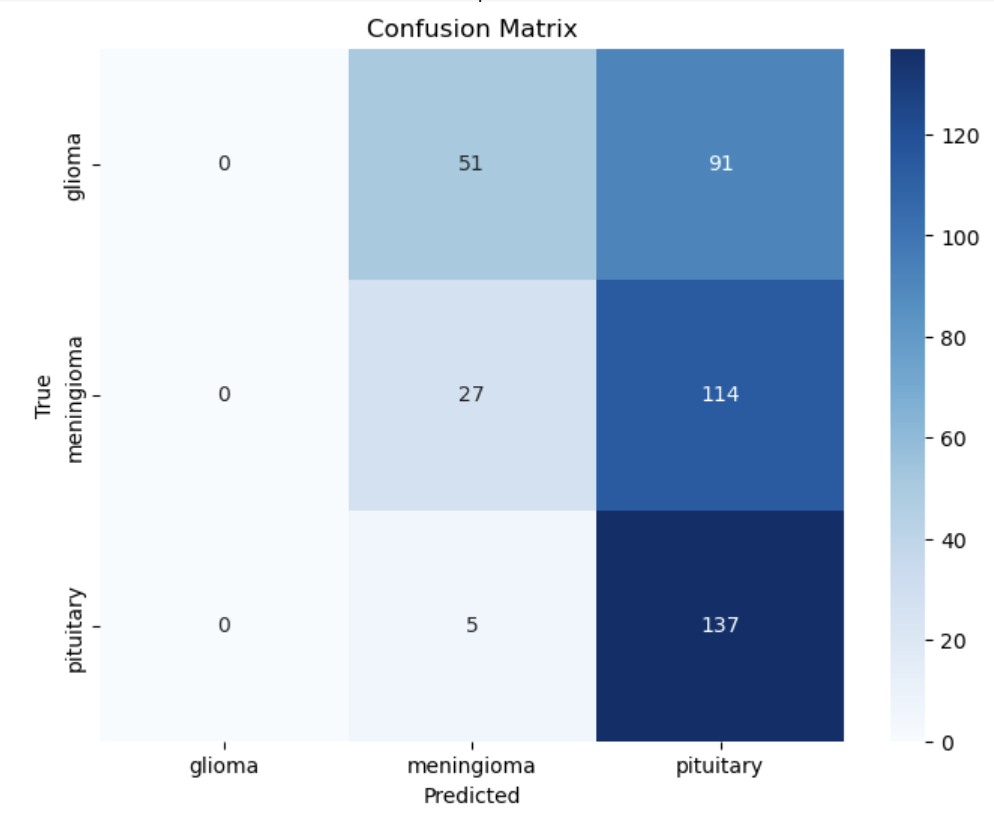 Confusion Matrix
True
glioma
0 51 91
meningioma
0 27 114
pituitary
0 5 137
glioma meningioma pituitary
Predicted
120
100
80
60
40
20
0